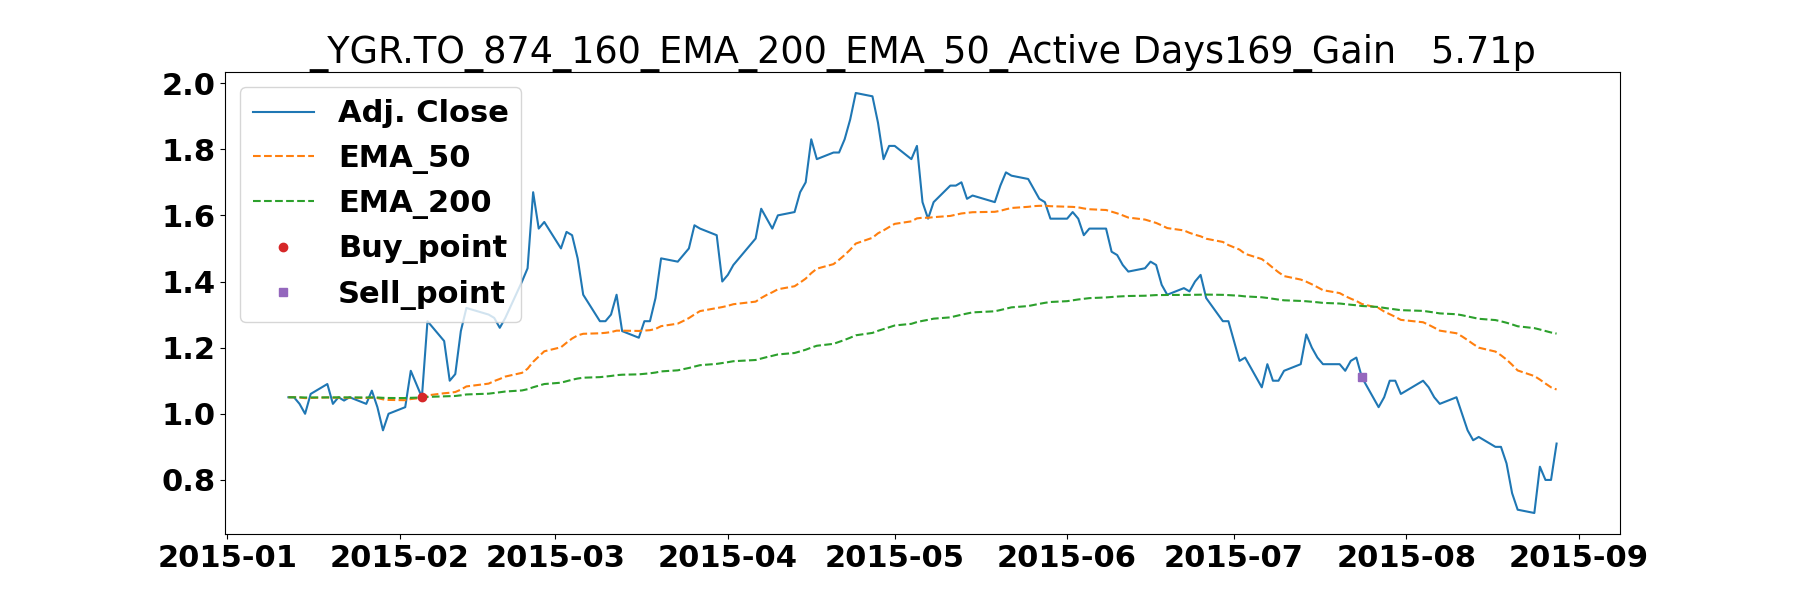 _YGR.TO_874_160_EMA_200_EMA_50_Active Days169_Gain   5.71p
2.0
1.8
1.6
1.4
1.2
1.0
0.8
Adj. Close
EMA_50
EMA_200
Buy_point
Sell_point
2015-01 2015-02 2015-03 2015-04 2015-05 2015-06 2015-07 2015-08 2015-09